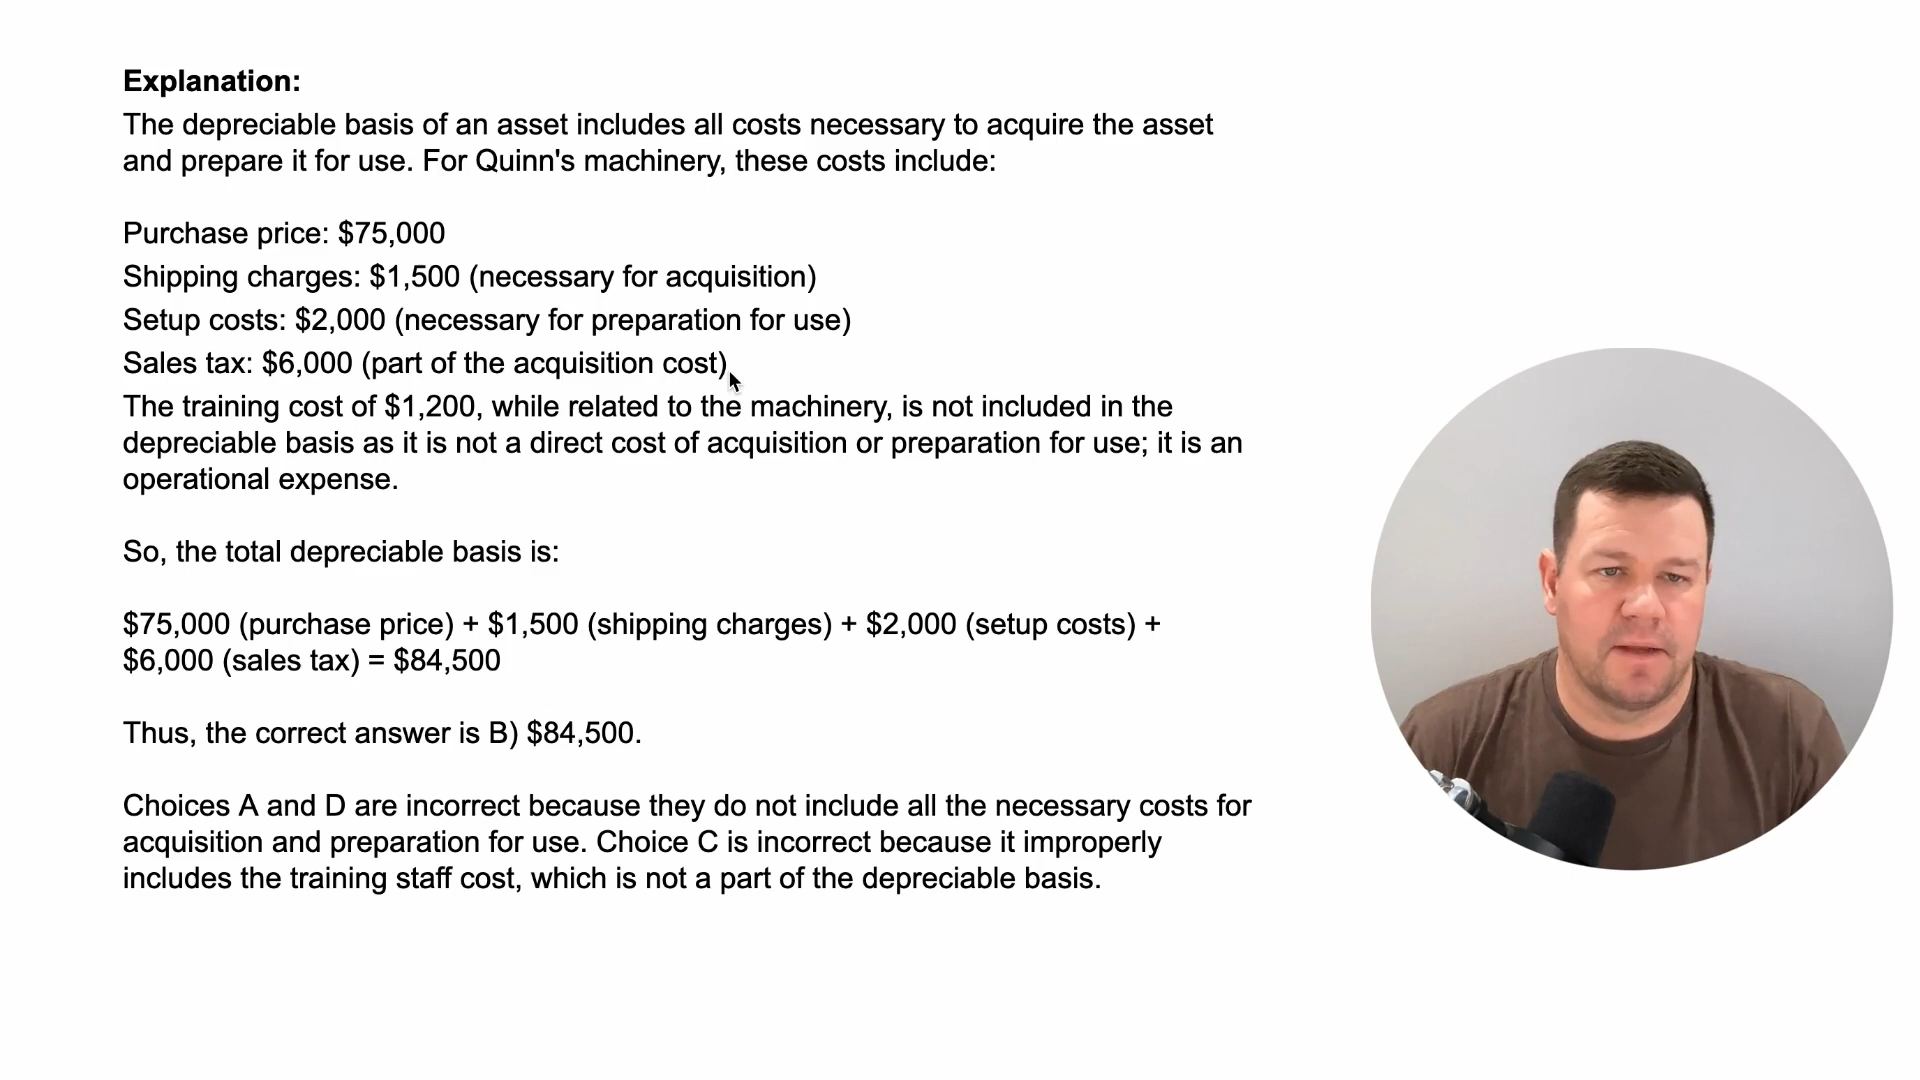 Explanation:
The depreciable basis of an asset includes all costs necessary to acquire the asset
and prepare it for use. For Quinn's machinery, these costs include:
Purchase price: $75,000
Shipping charges: $1,500 (necessary for acquisition)
Setup costs: $2,000 (necessary for preparation for use)
Sales tax: $6,000 (part of the acquisition cost)
The training cost of $1,200, while related to the machinery, is not included in the
depreciable basis as it is not a direct cost of acquisition or preparation for use; it is an
operational expense.
So, the total depreciable basis is:
$75,000 (purchase price) + $1,500 (shipping charges) + $2,000 (setup costs) +
$6,000 (sales tax) = $84,500
Thus, the correct answer is B) $84,500.
Choices A and D are incorrect because they do not include all the necessary costs for
acquisition and preparation for use. Choice C is incorrect because it improperly
includes the training staff cost, which is not a part of the depreciable basis.